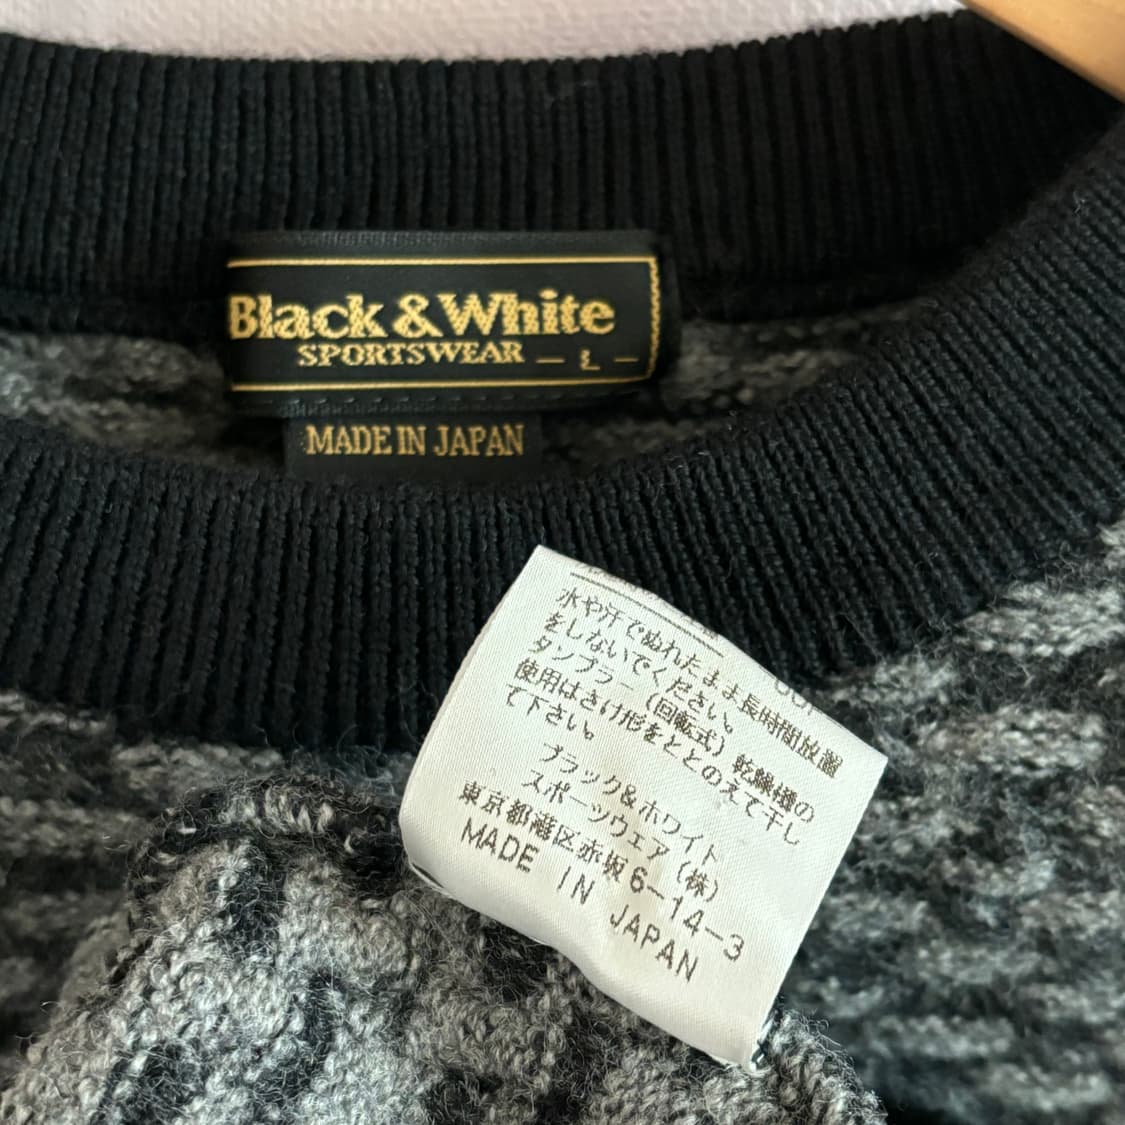 Black & White
SPORTSWEAR — L —
MADE IN JAPAN
水や汗でぬれたまま長時間放置
をしないでください。
タンブラー(回転式)乾燥機の
使用はさけ形をととのえて干し
て下さい。
ブラック&ホワイト
スポーツウェア(株)
東京都港区赤坂6-14-3
MADE IN JAPAN